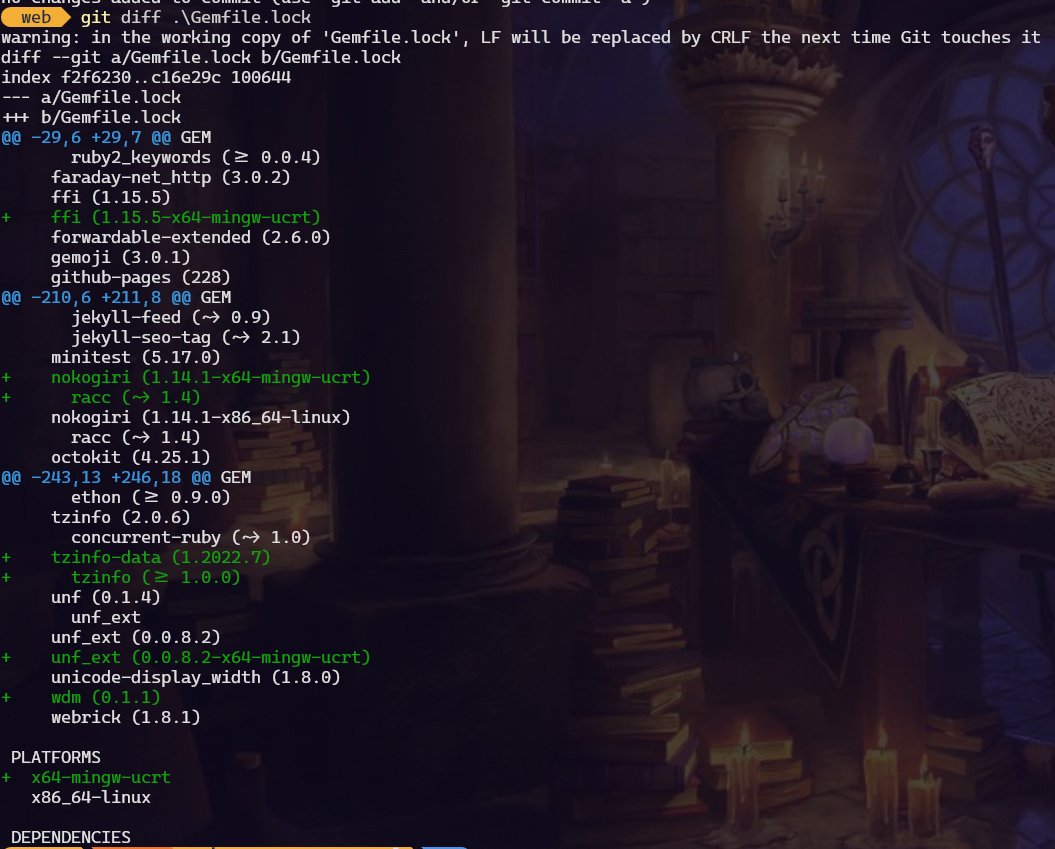 no changes added to commit (use "git add" and/or "git commit -a")
web git diff .\Gemfile.lock
warning: in the working copy of 'Gemfile.lock', LF will be replaced by CRLF the next time Git touches it
diff --git a/Gemfile.lock b/Gemfile.lock
index f2f6230..c16e29c 100644
--- a/Gemfile.lock
+++ b/Gemfile.lock
@@ -29,6 +29,7 @@ GEM
ruby2_keywords (≥ 0.0.4)
faraday-net_http (3.0.2)
ffi (1.15.5)
+ ffi (1.15.5-x64-mingw-ucrt)
forwardable-extended (2.6.0)
gemoji (3.0.1)
github-pages (228)
@@ -210,6 +211,8 @@ GEM
jekyll-feed (~> 0.9)
jekyll-seo-tag (~> 2.1)
minitest (5.17.0)
+ nokogiri (1.14.1-x64-mingw-ucrt)
+ racc (~> 1.4)
nokogiri (1.14.1-x86_64-linux)
racc (~> 1.4)
octokit (4.25.1)
@@ -243,13 +246,18 @@ GEM
ethon (≥ 0.9.0)
tzinfo (2.0.6)
concurrent-ruby (~> 1.0)
+ tzinfo-data (1.2022.7)
+ tzinfo (≥ 1.0.0)
unf (0.1.4)
unf_ext
unf_ext (0.0.8.2)
+ unf_ext (0.0.8.2-x64-mingw-ucrt)
unicode-display_width (1.8.0)
+ wdm (0.1.1)
webrick (1.8.1)
PLATFORMS
+ x64-mingw-ucrt
x86_64-linux
DEPENDENCIES